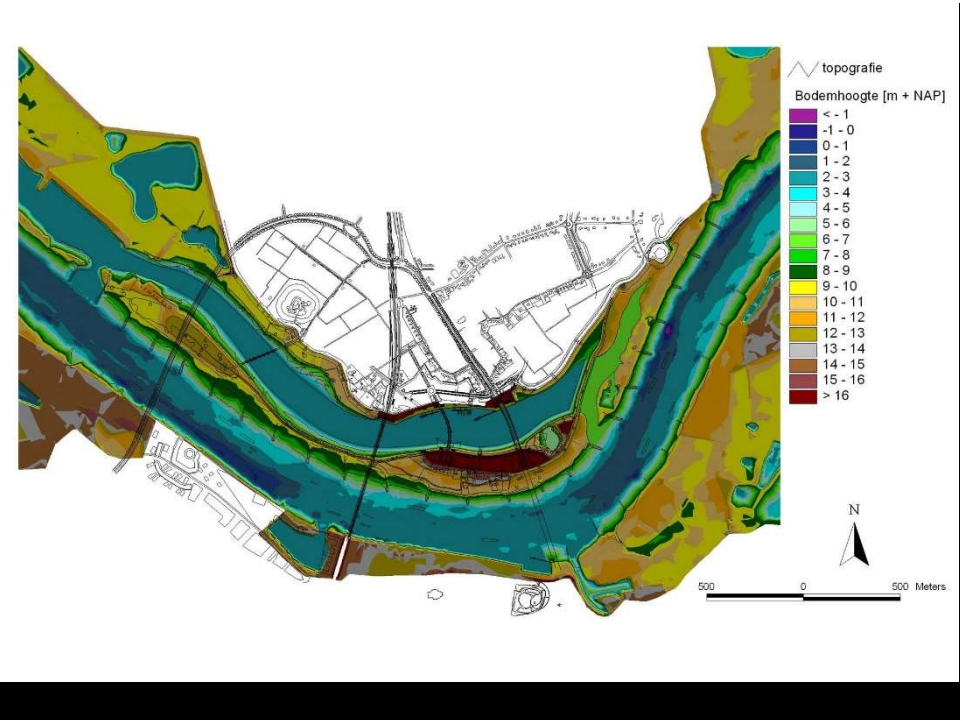 topografie
Bodemhoogte [m + NAP]
< - 1
-1 - 0
0 - 1
1 - 2
2 - 3
3 - 4
4 - 5
5 - 6
6 - 7
7 - 8
8 - 9
9 - 10
10 - 11
11 - 12
12 - 13
13 - 14
14 - 15
15 - 16
> 16
N
500 0 500 Meters